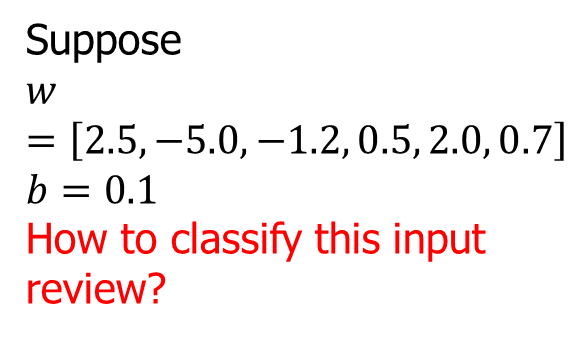 Suppose
w
= [2.5, −5.0, −1.2, 0.5, 2.0, 0.7]
b = 0.1
How to classify this input
review?